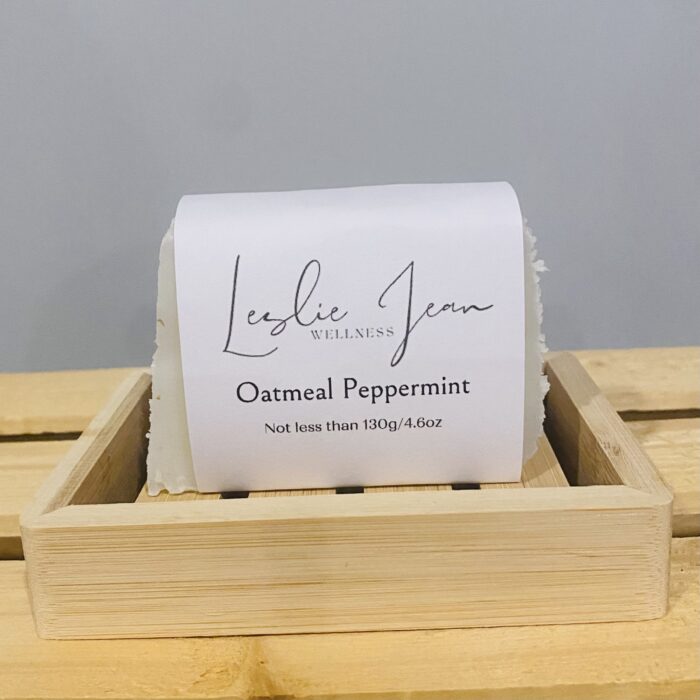 Leslie Jean
WELLNESS
Oatmeal Peppermint
Not less than 130g/4.6oz